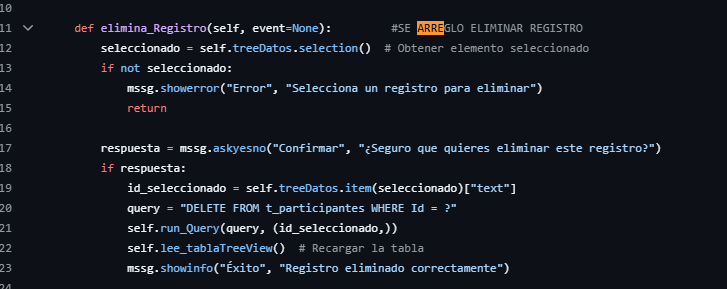 10
11 def elimina_Registro(self, event=None): #SE ARREGLO ELIMINAR REGISTRO
12 seleccionado = self.treeDatos.selection() # Obtener elemento seleccionado
13 if not seleccionado:
14 mssg.showerror("Error", "Selecciona un registro para eliminar")
15 return
16
17 respuesta = mssg.askyesno("Confirmar", "¿Seguro que quieres eliminar este registro?")
18 if respuesta:
19 id_seleccionado = self.treeDatos.item(seleccionado)["text"]
20 query = "DELETE FROM t_participantes WHERE Id = ?"
21 self.run_Query(query, (id_seleccionado,))
22 self.lee_tablaTreeView() # Recargar la tabla
23 mssg.showinfo("Éxito", "Registro eliminado correctamente")
24